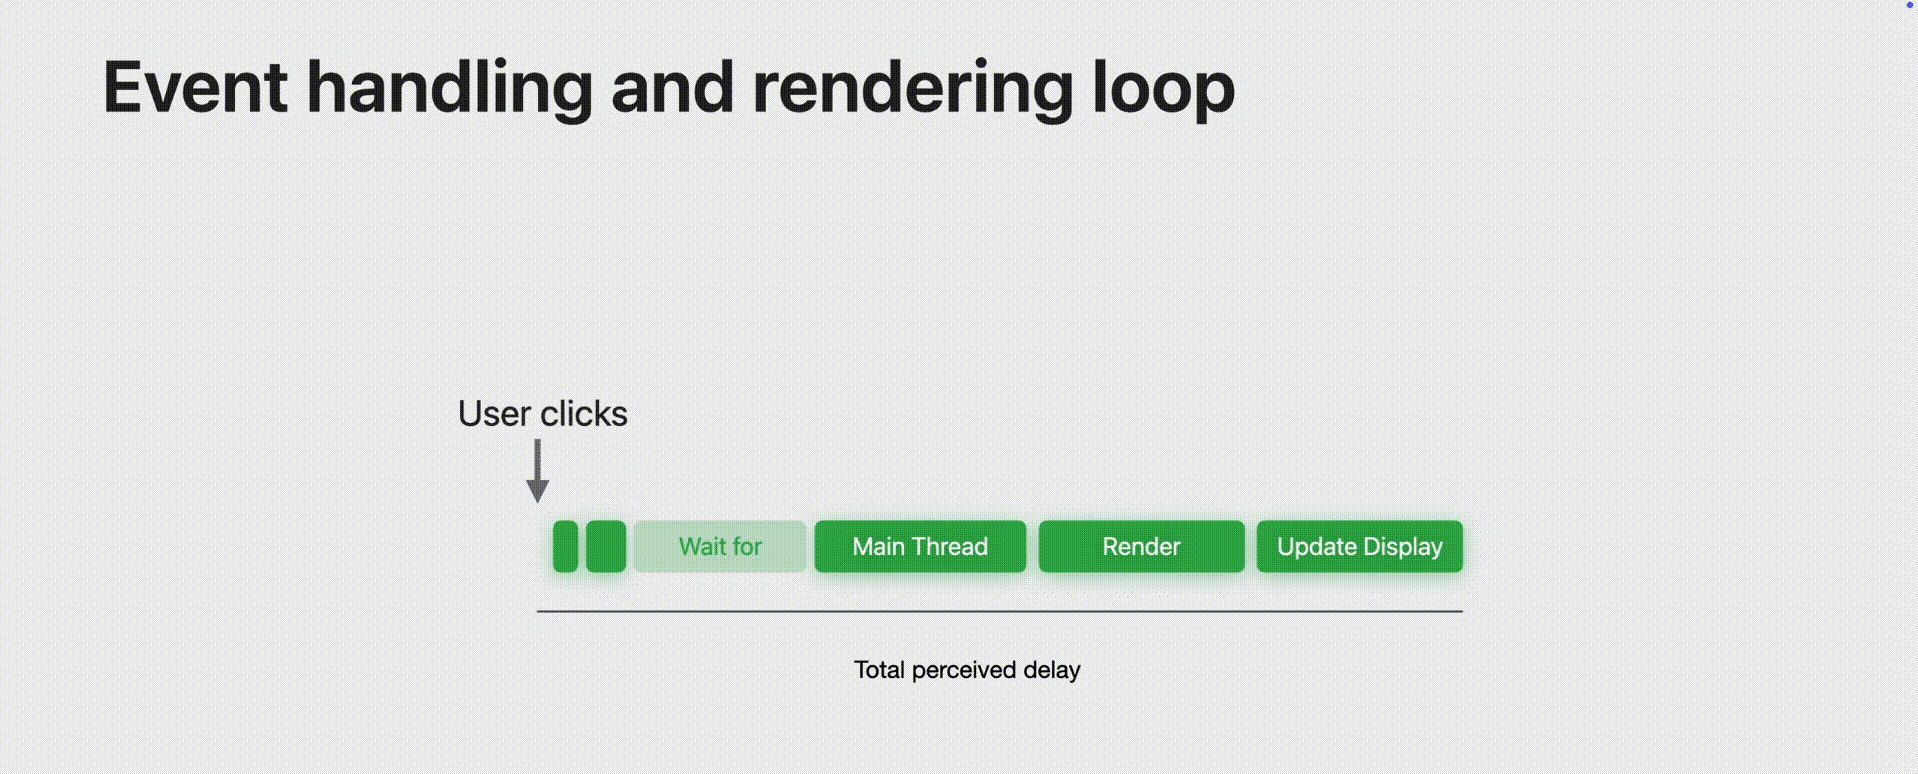 Event handling and rendering loop
User clicks
Wait for
Main Thread
Render
Update Display
Total perceived delay